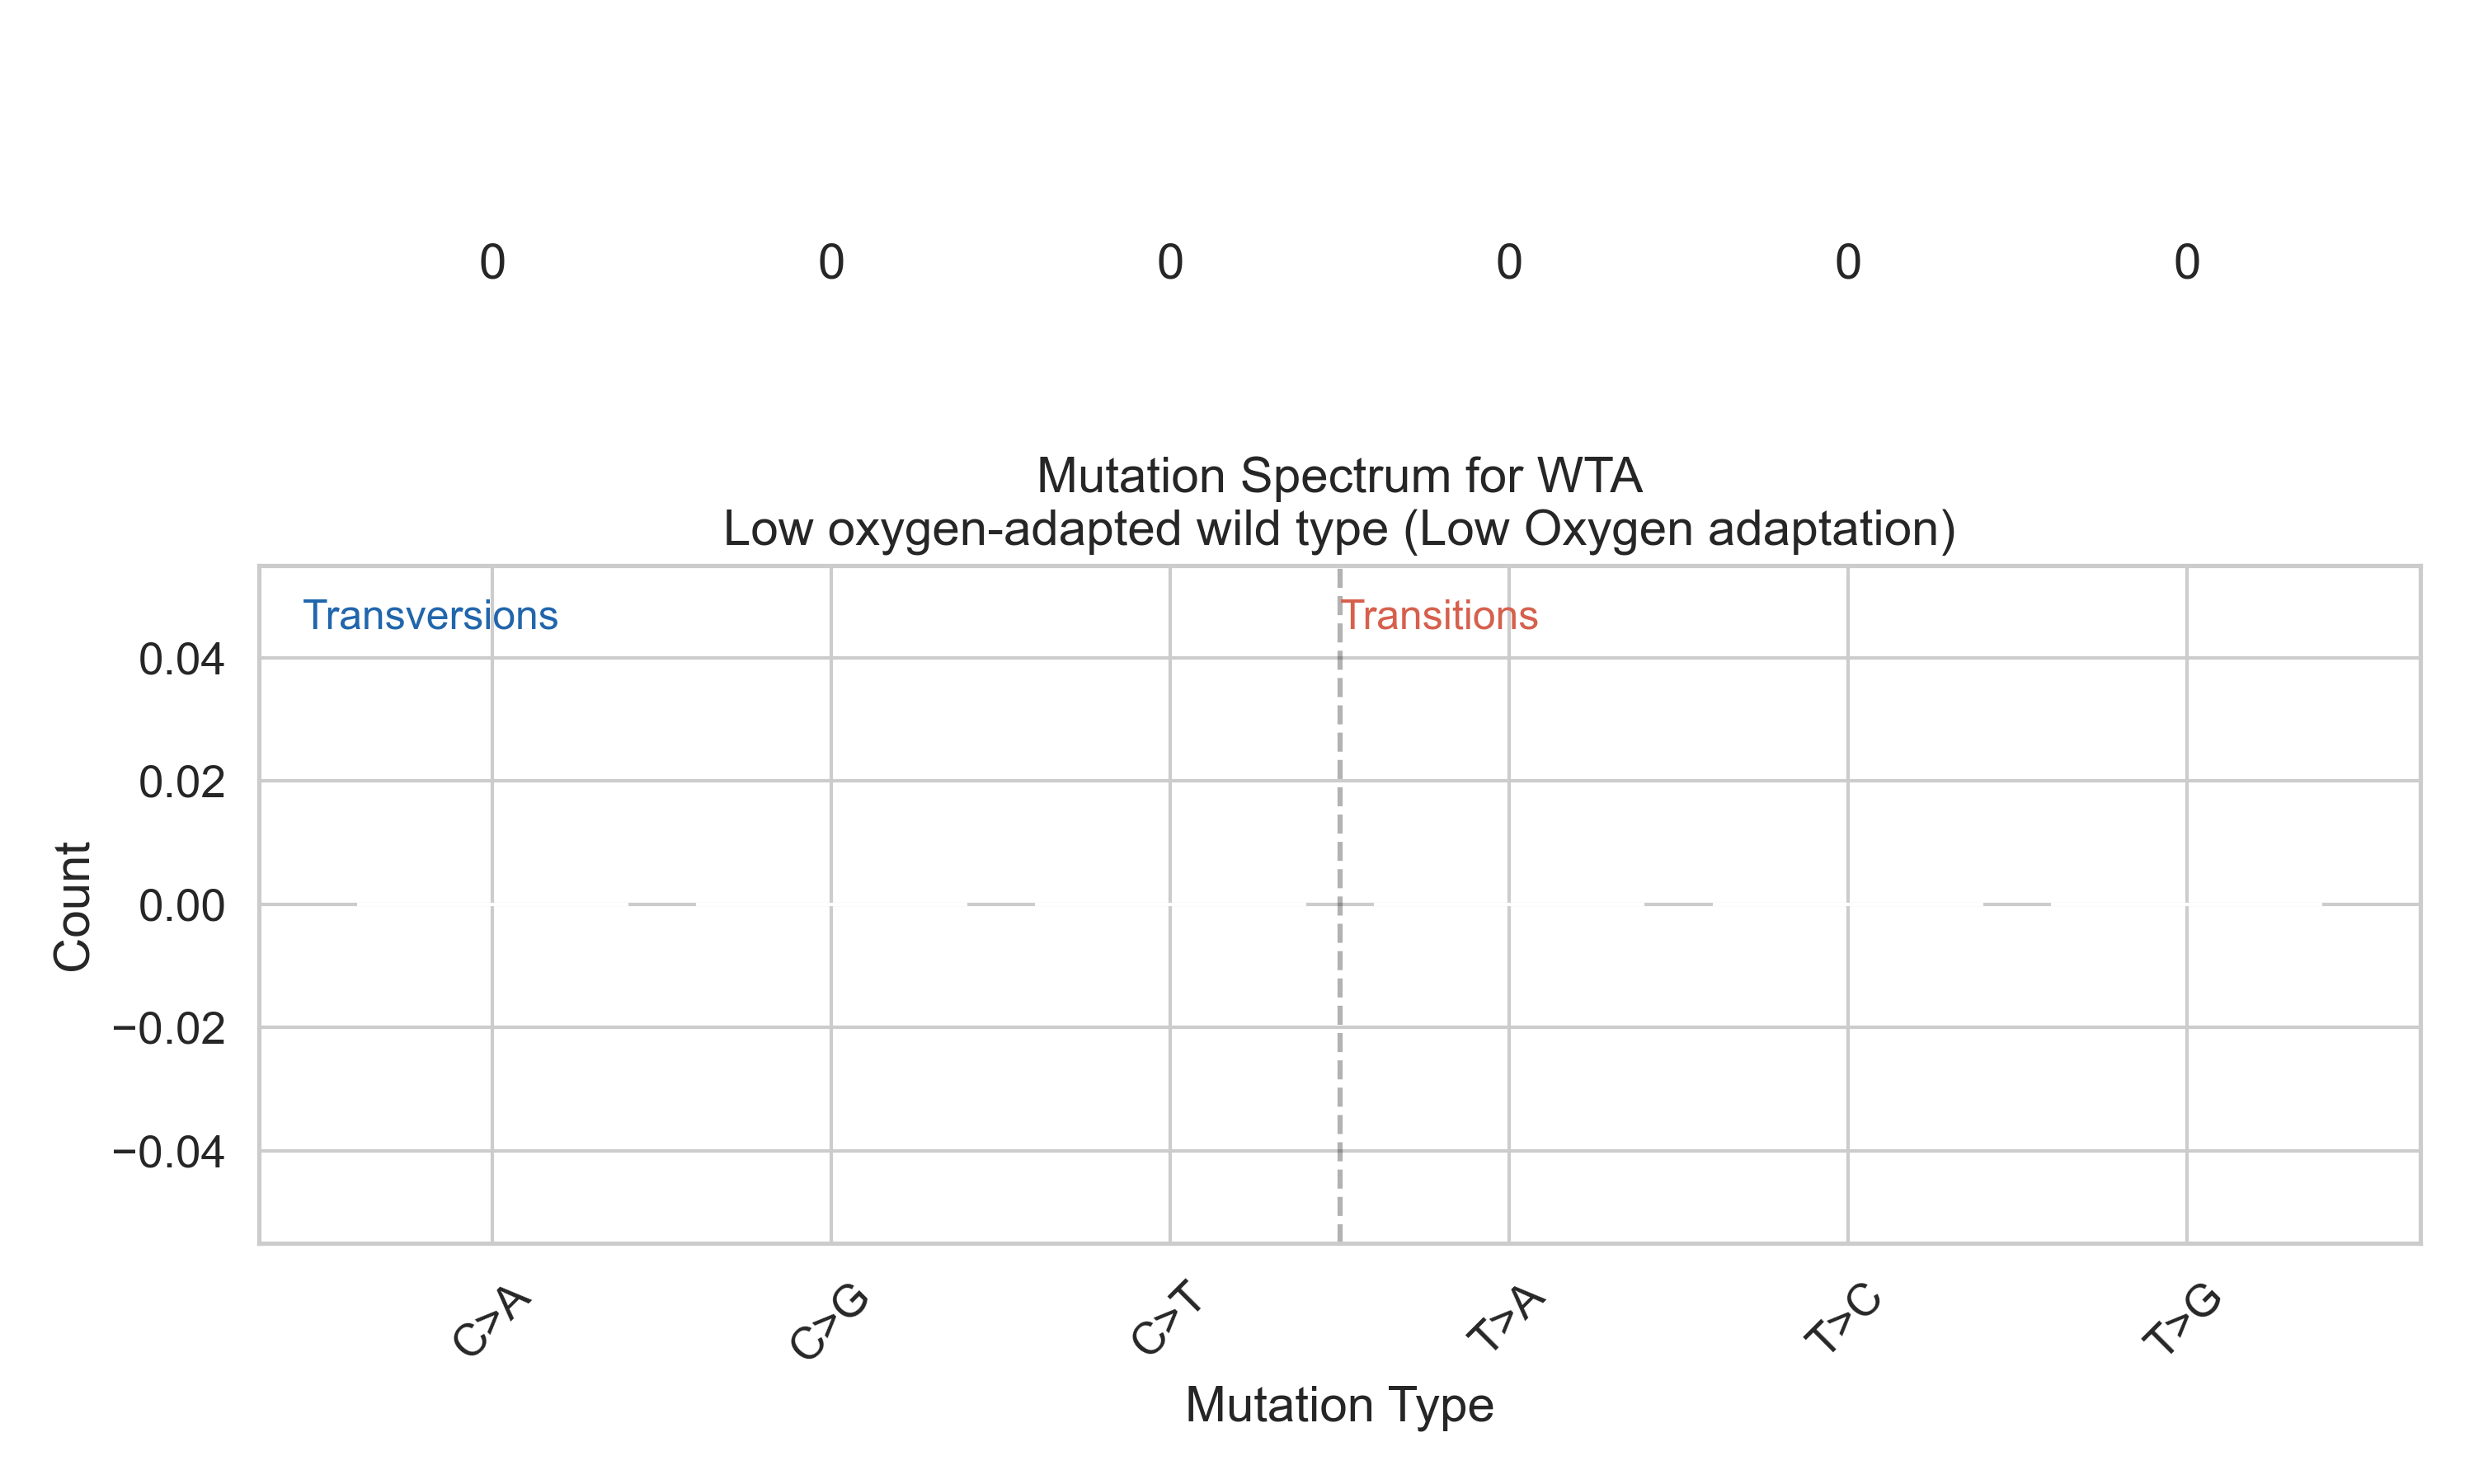 0 0 0 0 0 0
Mutation Spectrum for WTA
Low oxygen-adapted wild type (Low Oxygen adaptation)
Transversions Transitions
0.04
0.02
0.00
−0.02
−0.04
Count
C>A C>G C>T T>A T>C T>G
Mutation Type